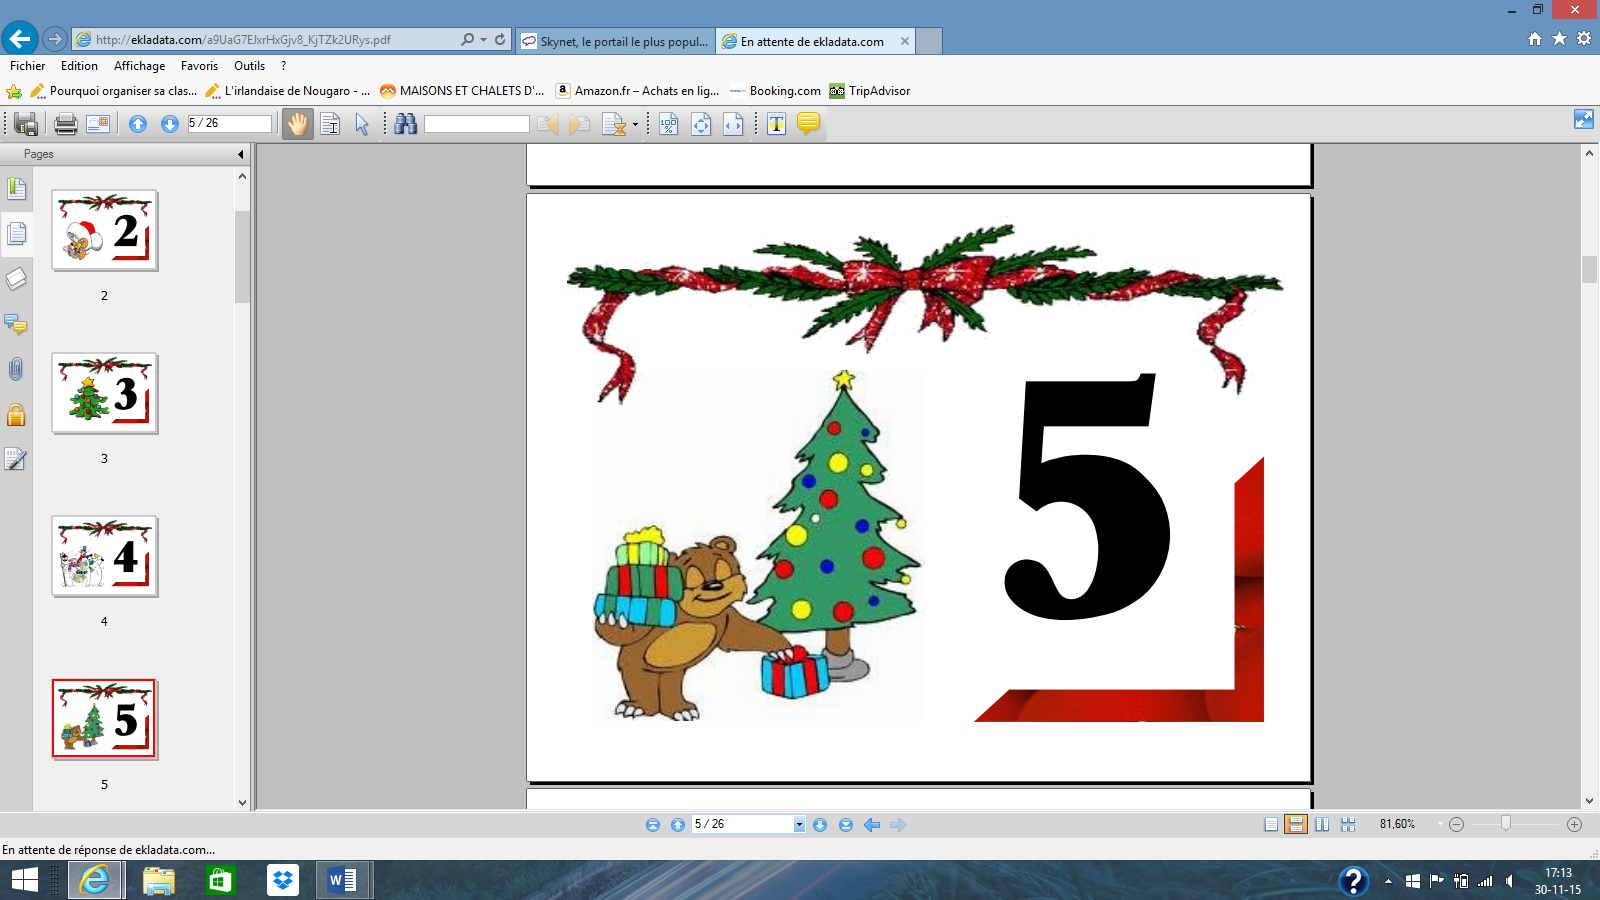 http://ekladata.com/a9UaG7EJxrHxGjv8_KjTZk2URys.pdf
Skynet, le portail le plus popul...
En attente de ekladata.com
Fichier Edition Affichage Favoris Outils ?
Pourquoi organiser sa clas... L'irlandaise de Nougaro - ... MAISONS ET CHALETS D'... Amazon.fr – Achats en lig... Booking.com TripAdvisor
5 / 26
Pages
2
2
3
3
4
4
5
5
5
5 / 26
81,60%
En attente de réponse de ekladata.com...
17:13
30-11-15